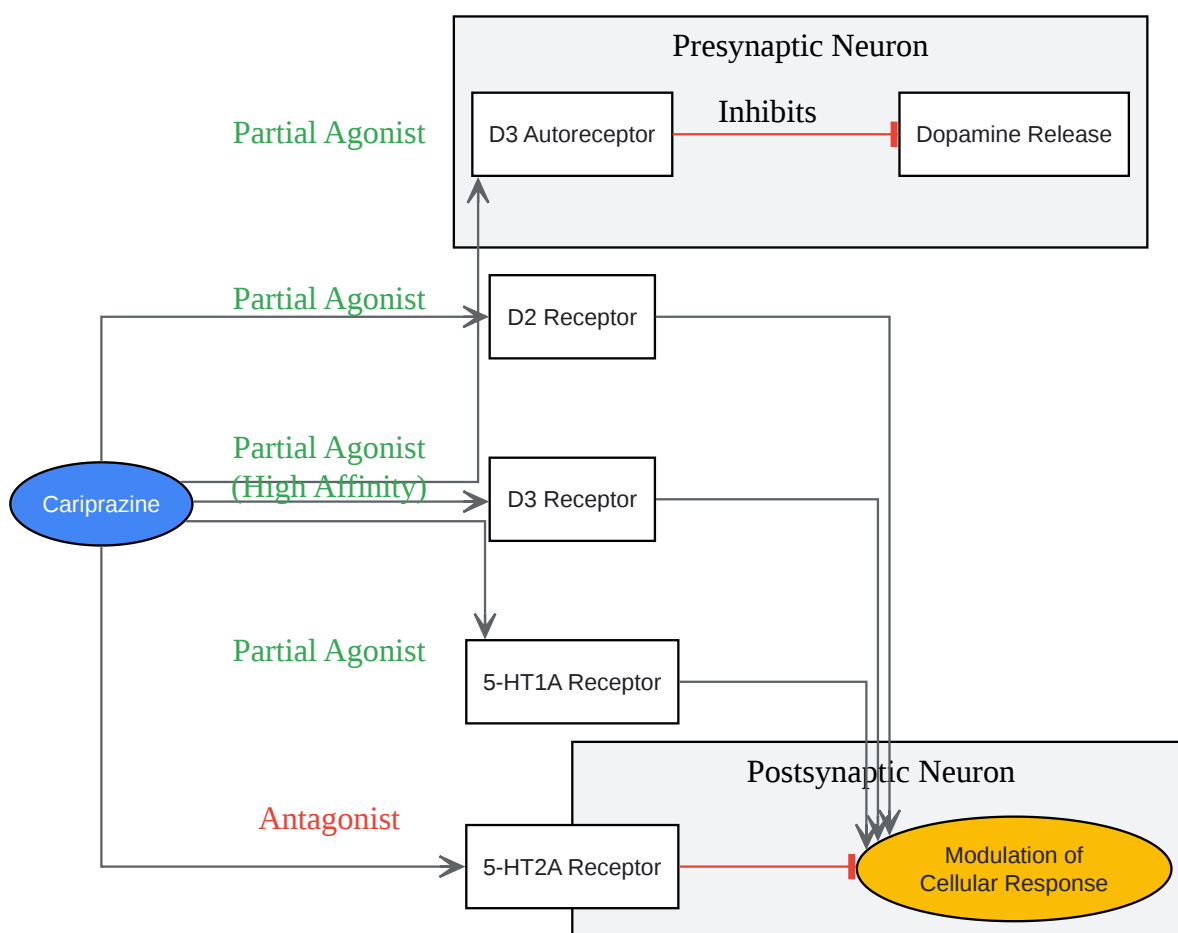 Presynaptic Neuron
Partial Agonist
D3 Autoreceptor
Inhibits
Dopamine Release
Partial Agonist
D2 Receptor
Partial Agonist
(High Affinity)
Cariprazine
D3 Receptor
Partial Agonist
5-HT1A Receptor
Postsynaptic Neuron
Antagonist
5-HT2A Receptor
Modulation of
Cellular Response